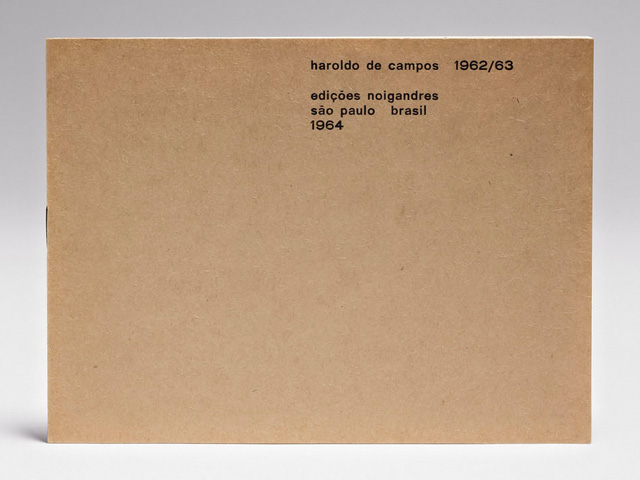 haroldo de campos 1962/63
edições noigandres
são paulo brasil
1964